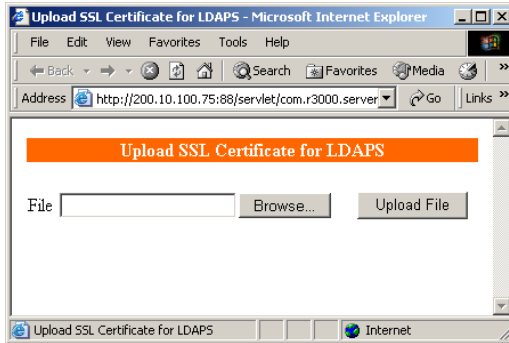 Upload SSL Certificate for LDAPS - Microsoft Internet Explorer
File Edit View Favorites Tools Help
Back Search Favorites Media »
Address http://200.10.100.75:88/servlet/com.r3000.server Go Links »
Upload SSL Certificate for LDAPS
File Browse... Upload File
Upload SSL Certificate for LDAPS Internet